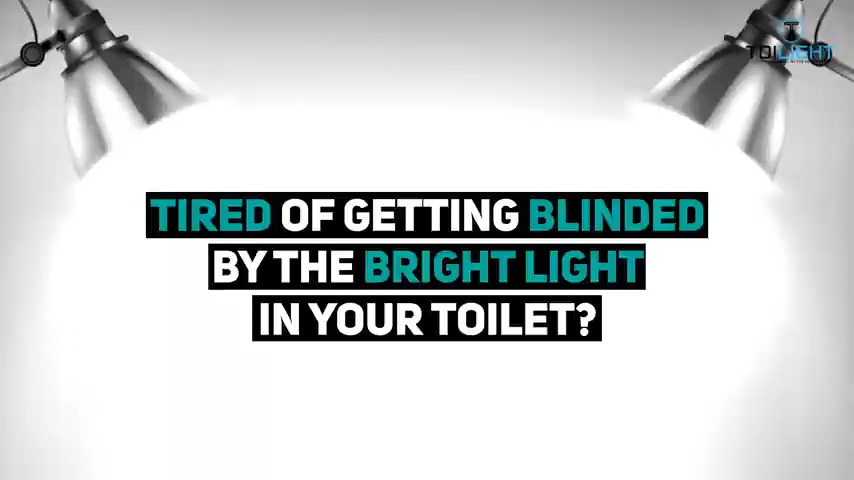 TOILIGHT
TIRED OF GETTING BLINDED
BY THE BRIGHT LIGHT
IN YOUR TOILET?